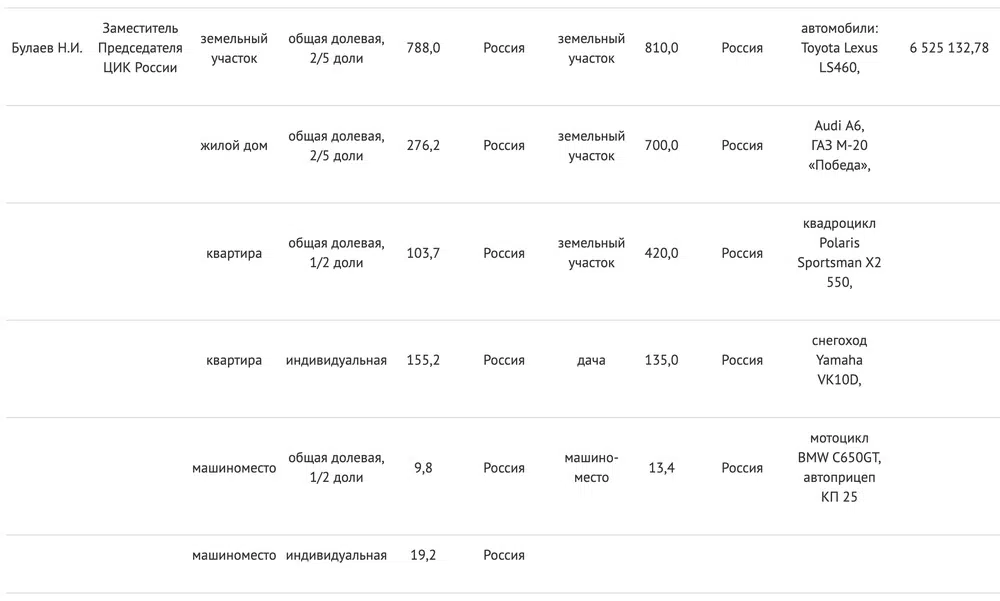 Булаев Н.И.
Заместитель
Председателя
ЦИК России
земельный
участок
общая долевая,
2/5 доли
788,0
Россия
земельный
участок
810,0
Россия
автомобили:
Toyota Lexus
LS460,
6 525 132,78
жилой дом
общая долевая,
2/5 доли
276,2
Россия
земельный
участок
700,0
Россия
Audi A6,
ГАЗ М-20
«Победа»,
квартира
общая долевая,
1/2 доли
103,7
Россия
земельный
участок
420,0
Россия
квадроцикл
Polaris
Sportsman X2
550,
квартира
индивидуальная
155,2
Россия
дача
135,0
Россия
снегоход
Yamaha
VK10D,
машиноместо
общая долевая,
1/2 доли
9,8
Россия
машино-
место
13,4
Россия
мотоцикл
BMW C650GT,
автоприцеп
КП 25
машиноместо
индивидуальная
19,2
Россия